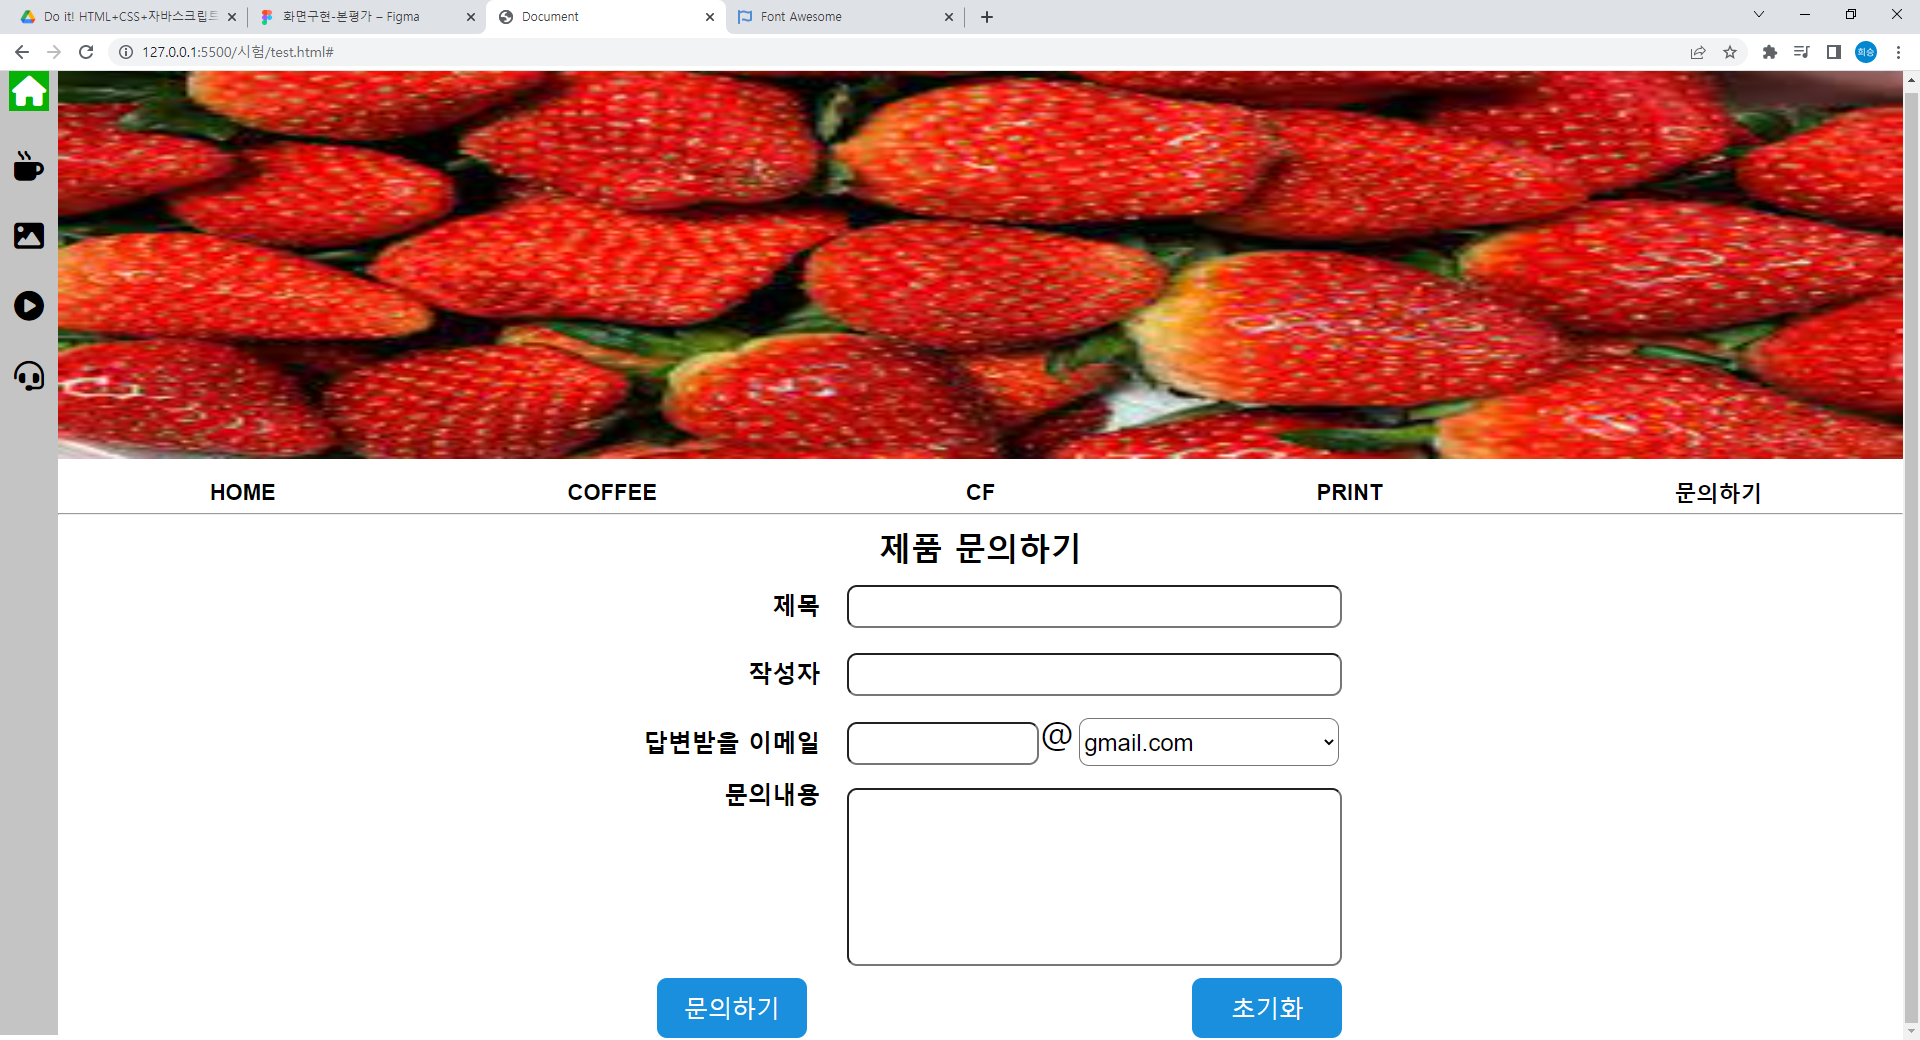 Do it! HTML+CSS+자바스크립트
화면구현-본평가 – Figma
Document
Font Awesome
127.0.0.1:5500/시험/test.html#
희승
HOME
COFFEE
CF
PRINT
문의하기
제품 문의하기
제목
작성자
답변받을 이메일
@
gmail.com
문의내용
문의하기
초기화